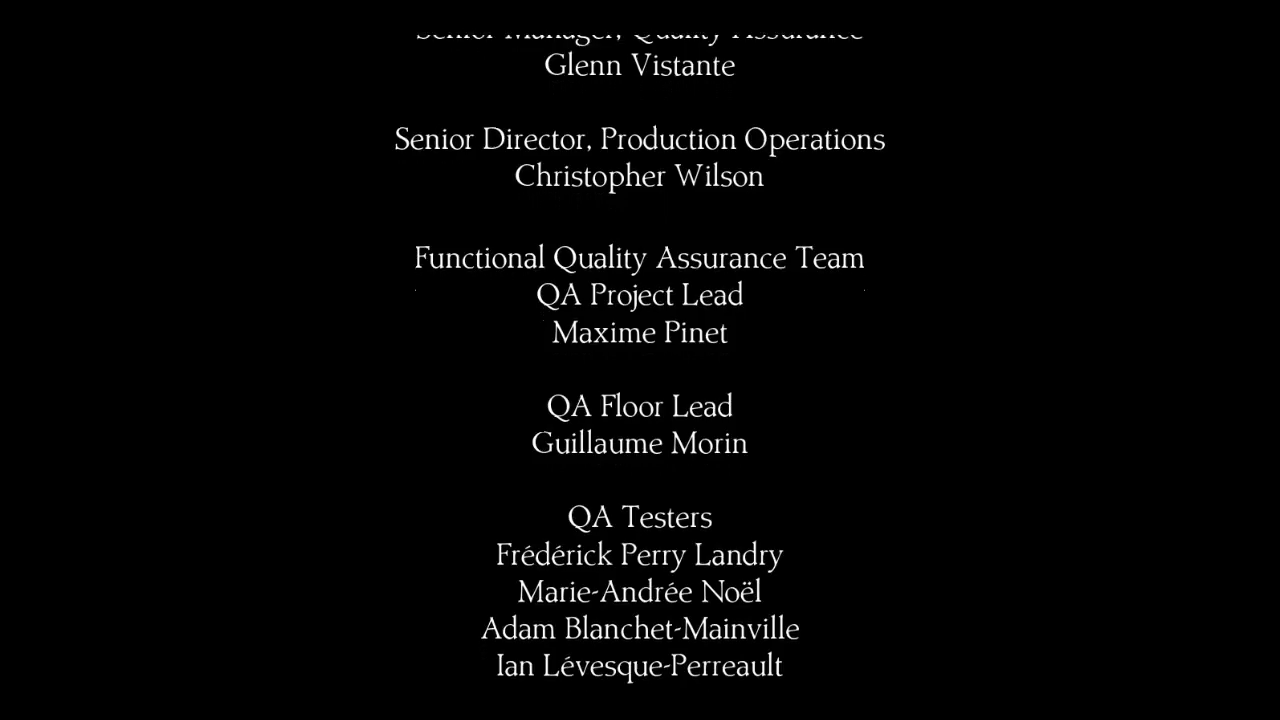 Senior Manager, Quality Assurance
Glenn Vistante
Senior Director, Production Operations
Christopher Wilson
Functional Quality Assurance Team
QA Project Lead
Maxime Pinet
QA Floor Lead
Guillaume Morin
QA Testers
Frédérick Perry Landry
Marie-Andrée Noël
Adam Blanchet-Mainville
Ian Lévesque-Perreault